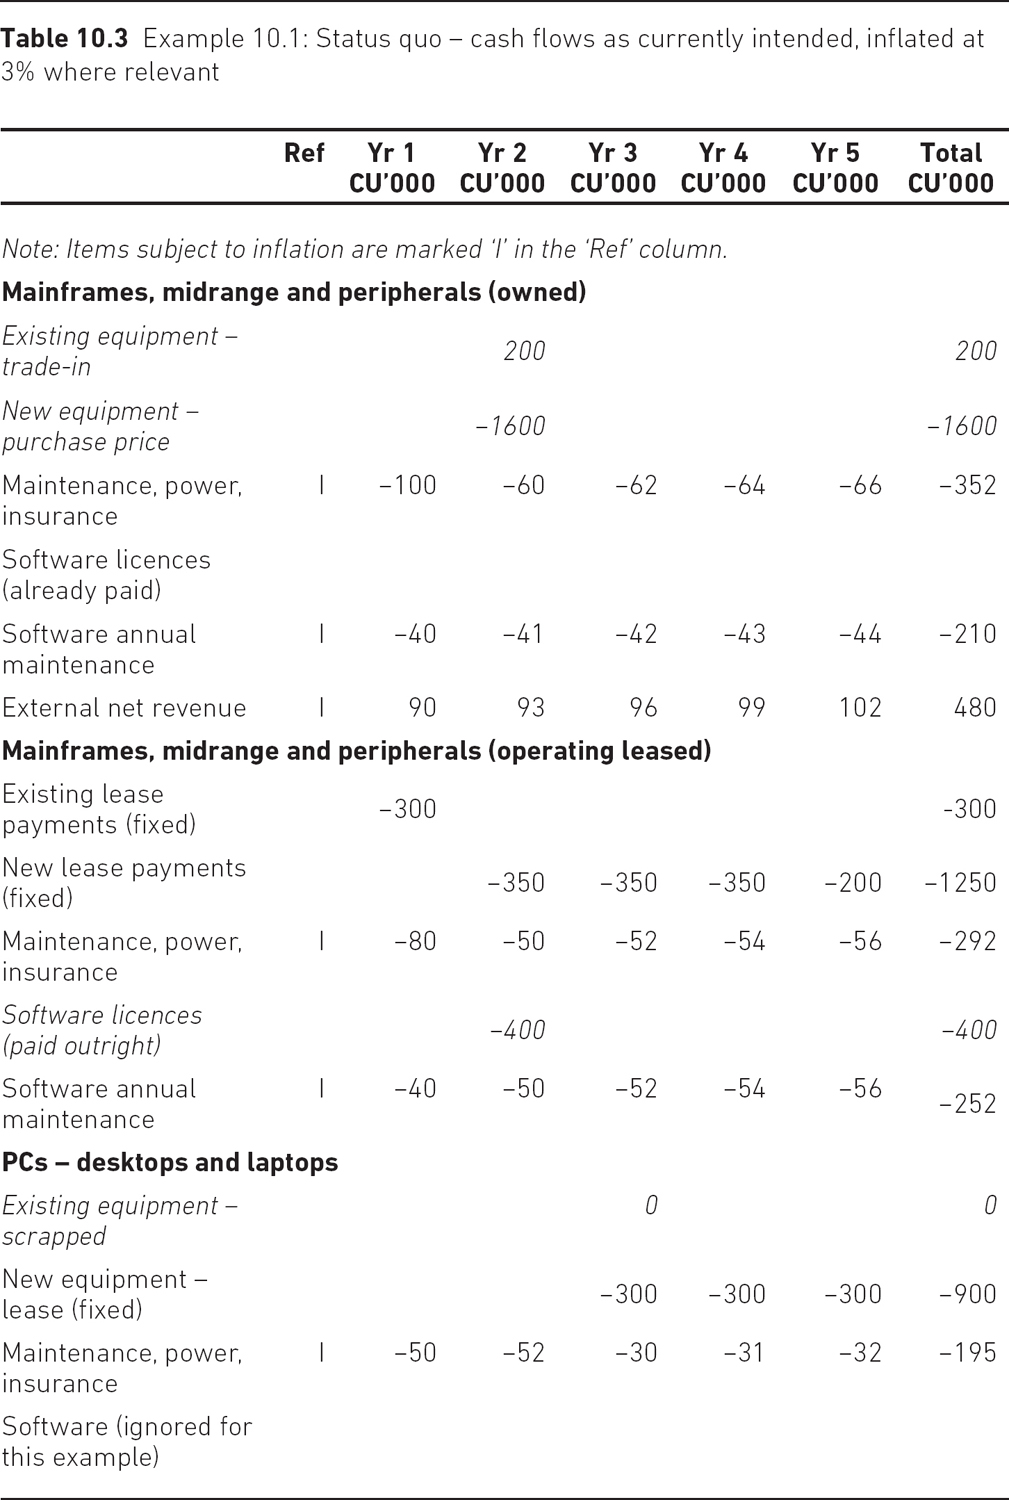 Table 10.3 Example 10.1: Status quo – cash flows as currently intended, inflated at
3% where relevant
Ref Yr 1 Yr 2 Yr 3 Yr 4 Yr 5 Total
CU’000 CU’000 CU’000 CU’000 CU’000 CU’000
Note: Items subject to inflation are marked ‘I’ in the ‘Ref’ column.
Mainframes, midrange and peripherals (owned)
Existing equipment –
trade-in 200 200
New equipment –
purchase price –1600 –1600
Maintenance, power, I –100 –60 –62 –64 –66 –352
insurance
Software licences
(already paid)
Software annual I –40 –41 –42 –43 –44 –210
maintenance
External net revenue I 90 93 96 99 102 480
Mainframes, midrange and peripherals (operating leased)
Existing lease
payments (fixed) –300 -300
New lease payments
(fixed) –350 –350 –350 –200 –1250
Maintenance, power, I –80 –50 –52 –54 –56 –292
insurance
Software licences
(paid outright) –400 –400
Software annual I –40 –50 –52 –54 –56 –252
maintenance
PCs – desktops and laptops
Existing equipment – 0 0
scrapped
New equipment –
lease (fixed) –300 –300 –300 –900
Maintenance, power, I –50 –52 –30 –31 –32 –195
insurance
Software (ignored for
this example)